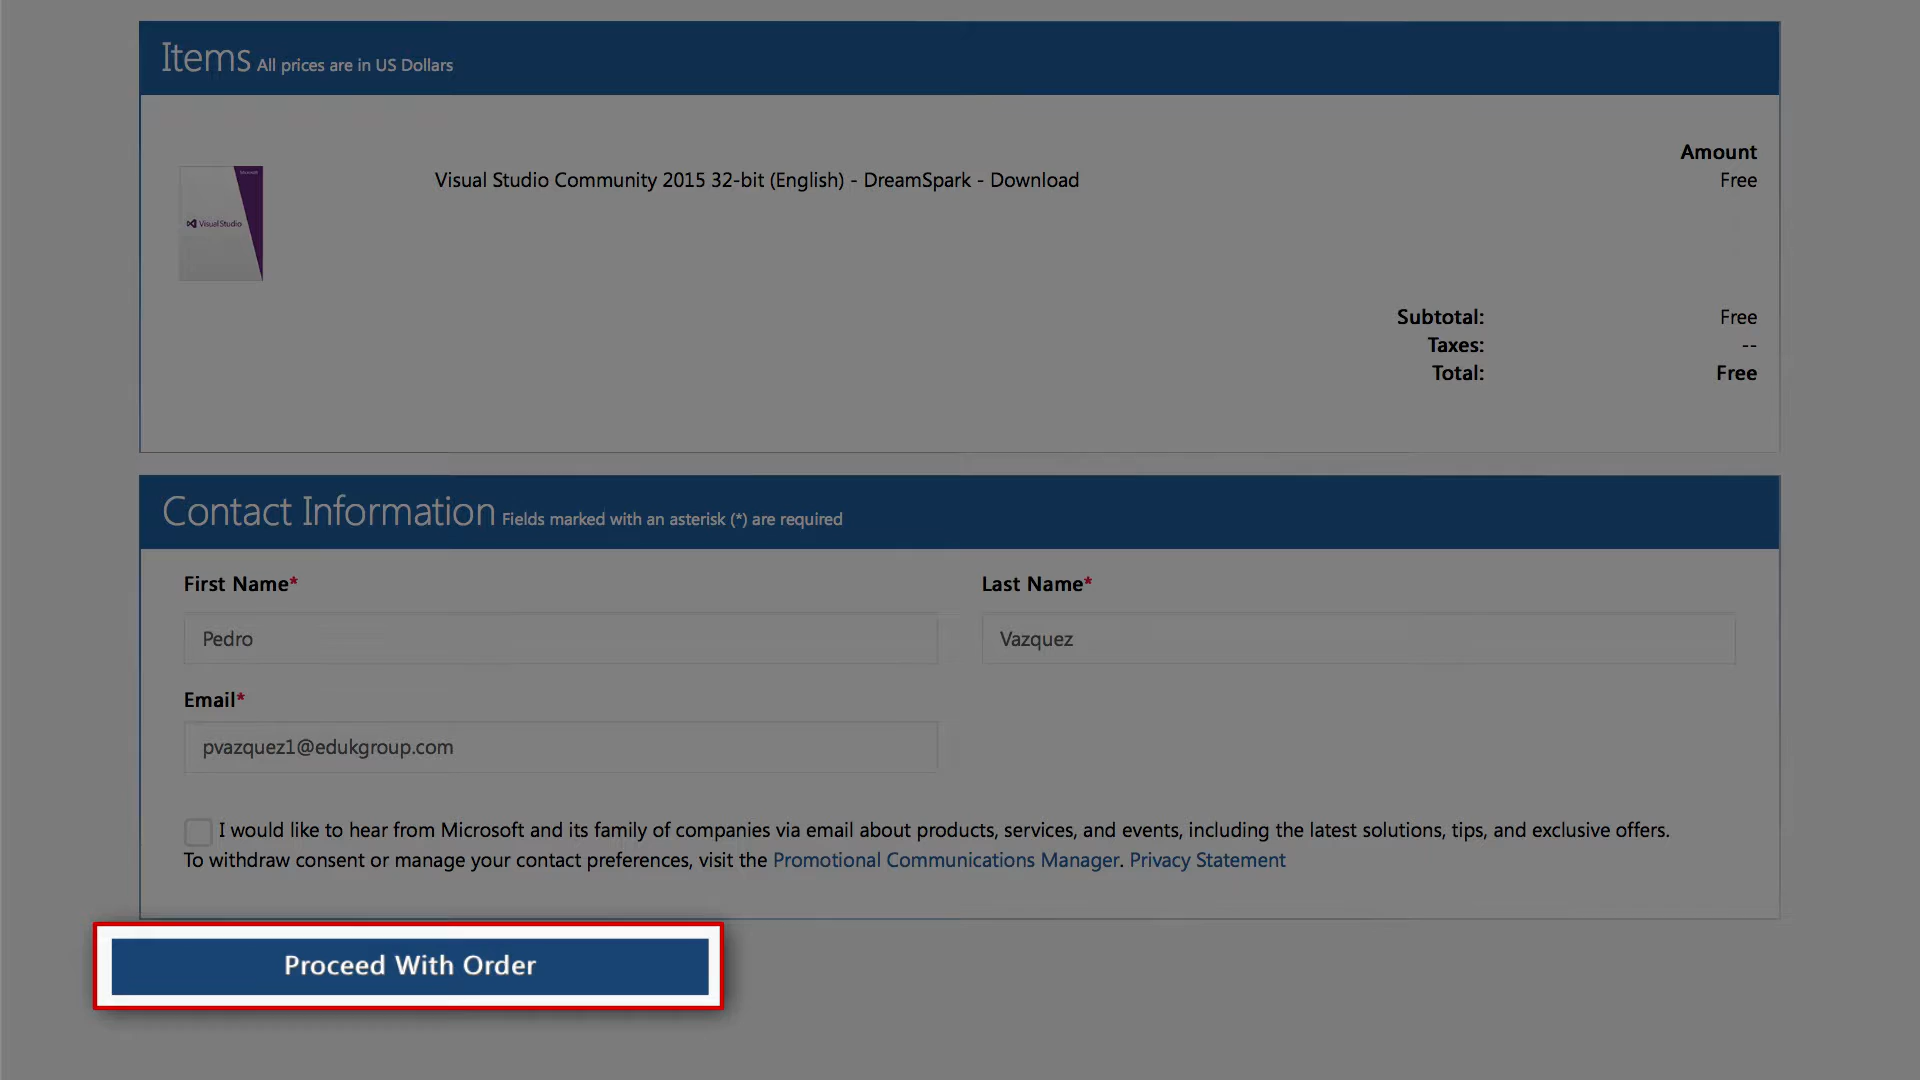 Items All prices are in US Dollars
Amount
Visual Studio Community 2015 32-bit (English) - DreamSpark - Download Free
Microsoft
Visual Studio
Subtotal: Free
Taxes: --
Total: Free
Contact Information Fields marked with an asterisk (*) are required
First Name* Last Name*
Pedro Vazquez
Email*
pvazquez1@edukgroup.com
I would like to hear from Microsoft and its family of companies via email about products, services, and events, including the latest solutions, tips, and exclusive offers.
To withdraw consent or manage your contact preferences, visit the Promotional Communications Manager. Privacy Statement
Proceed With Order